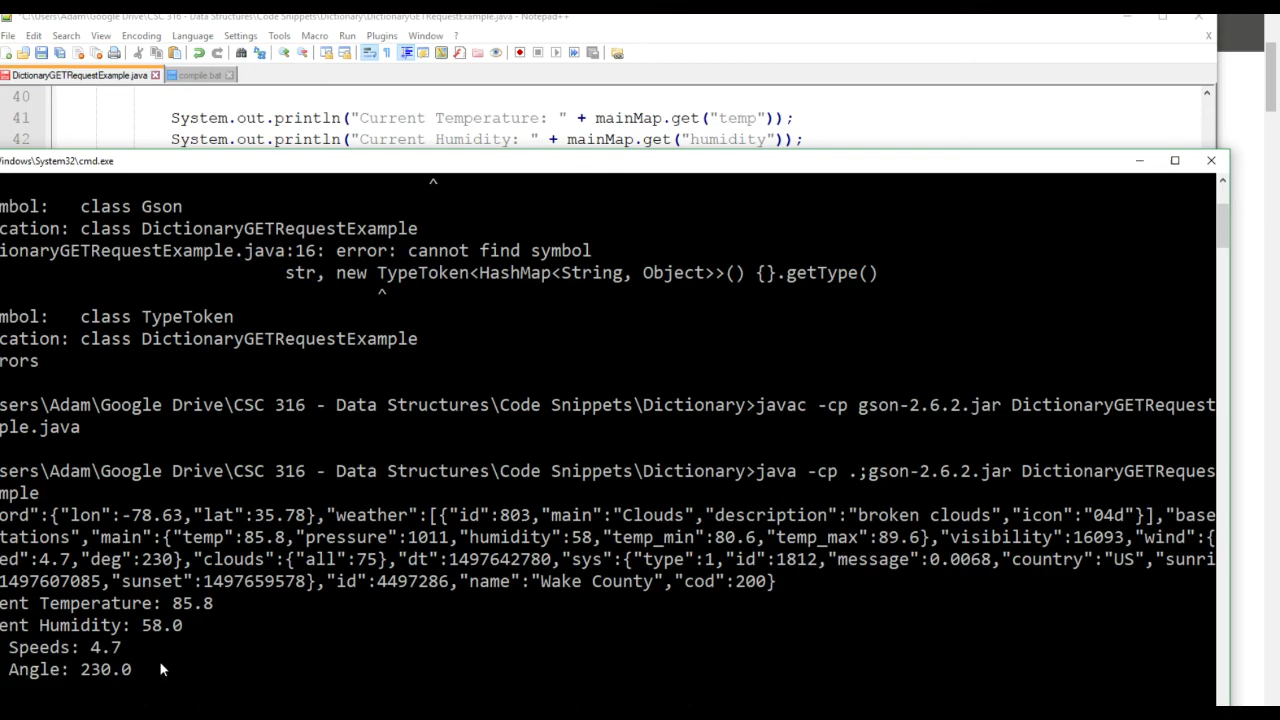 *C:\Users\Adam\Google Drive\CSC 316 - Data Structures\Code Snippets\Dictionary\DictionaryGETRequestExample.java - Notepad++
File Edit Search View Encoding Language Settings Tools Macro Run Plugins Window ? X
DictionaryGETRequestExample.java compile.bat
40
41 System.out.println("Current Temperature: " + mainMap.get("temp"));
42 System.out.println("Current Humidity: " + mainMap.get("humidity"));
Windows\System32\cmd.exe
^
mbol: class Gson
cation: class DictionaryGETRequestExample
ionaryGETRequestExample.java:16: error: cannot find symbol
str, new TypeToken<HashMap<String, Object>>() {}.getType()
^
mbol: class TypeToken
cation: class DictionaryGETRequestExample
rors
sers\Adam\Google Drive\CSC 316 - Data Structures\Code Snippets\Dictionary>javac -cp gson-2.6.2.jar DictionaryGETRequest
ple.java
sers\Adam\Google Drive\CSC 316 - Data Structures\Code Snippets\Dictionary>java -cp .;gson-2.6.2.jar DictionaryGETReques
mple
ord":{"lon":-78.63,"lat":35.78},"weather":[{"id":803,"main":"Clouds","description":"broken clouds","icon":"04d"}],"base
tations","main":{"temp":85.8,"pressure":1011,"humidity":58,"temp_min":80.6,"temp_max":89.6},"visibility":16093,"wind":{
ed":4.7,"deg":230},"clouds":{"all":75},"dt":1497642780,"sys":{"type":1,"id":1812,"message":0.0068,"country":"US","sunri
1497607085,"sunset":1497659578},"id":4497286,"name":"Wake County","cod":200}
ent Temperature: 85.8
ent Humidity: 58.0
Speeds: 4.7
Angle: 230.0